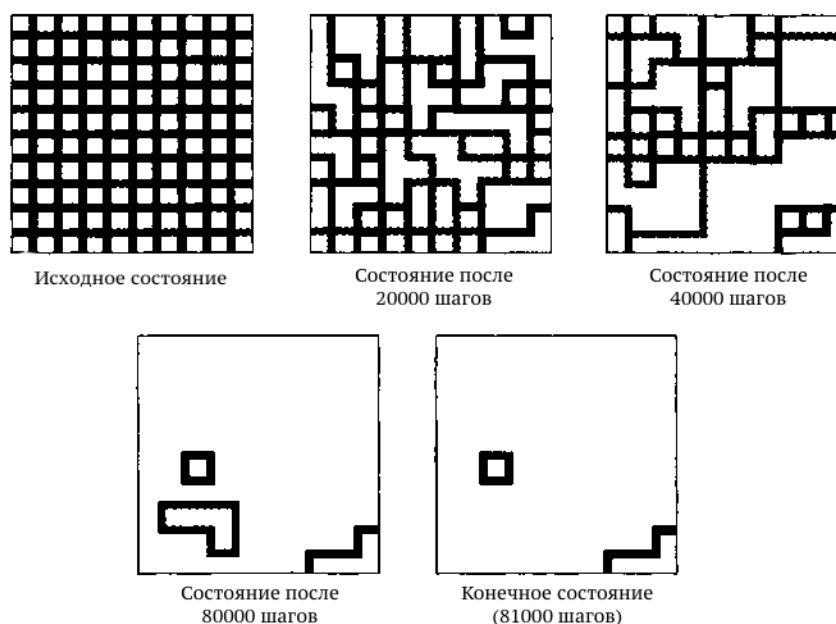 Исходное состояние
Состояние после
20000 шагов
Состояние после
40000 шагов
Состояние после
80000 шагов
Конечное состояние
(81000 шагов)